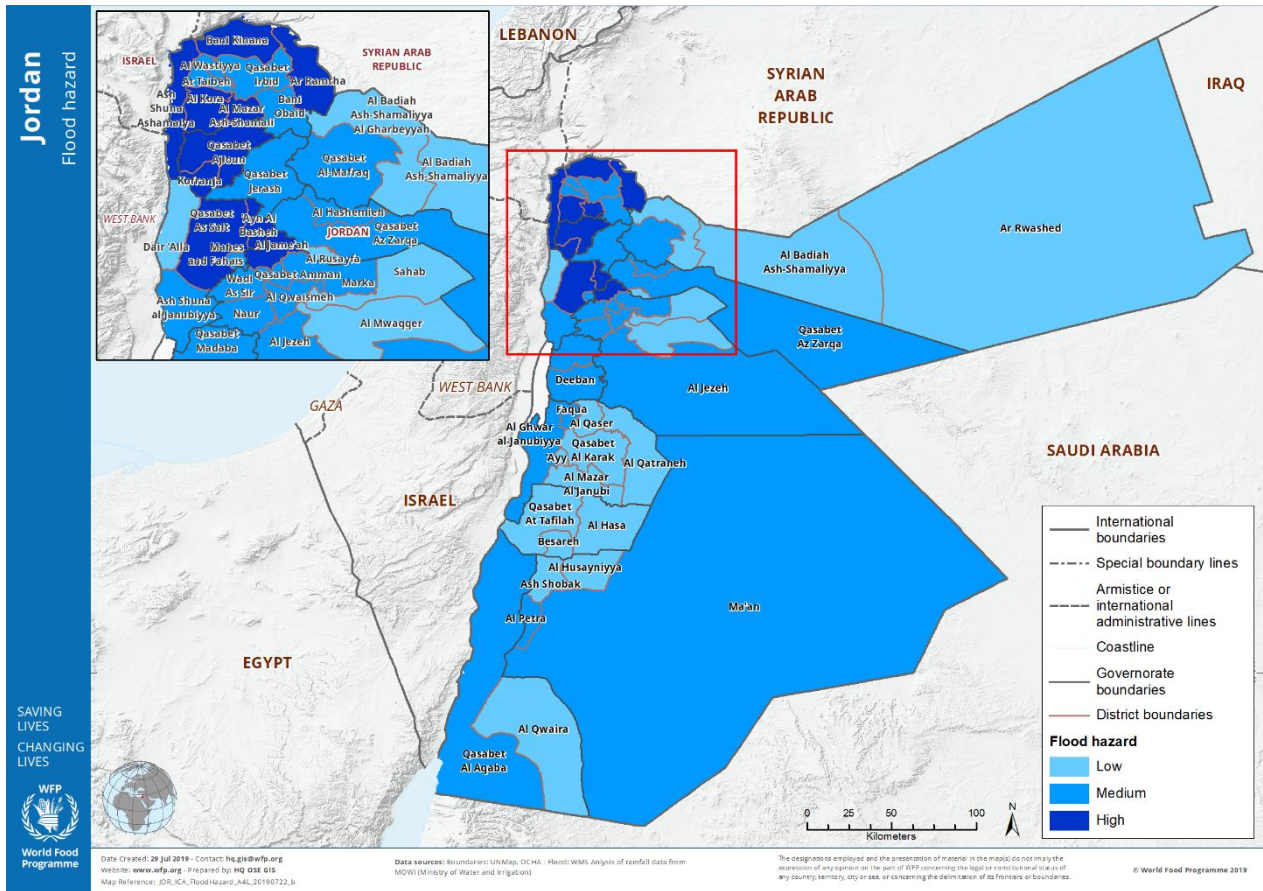 Jordan
Flood hazard
SAVING
LIVES
CHANGING
LIVES
WFP
World Food
Programme
Bani Kinana
ISRAEL
SYRIAN ARAB
REPUBLIC
Al Wastiyya
Qasabet
Irbid
At Taibeh
Ar Ramtha
Ash
Shuna
Ashamalya
Al Kora
Al Mazar
Ash-Shamali
Bani
Obaid
Al Badiah
Ash-Shamaliyya
Al Gharbeyyah
Qasabet
Ajloun
Qasabet
Al-Mafraq
Al Badiah
Ash-Shamaliyya
Kofranja
Qasabet
Jerash
WEST BANK
Qasabet
As Salt
'Ayn Al
Basheh
Al Hashemien
JORDAN
Qasabet
Az Zarqa
Dair 'Alla
Mahes
and Fahais
Al Jame'ah
Al Rusayfa
Wadi
As Sir
Qasabet Amman
Marka
Sahab
Ash Shuna
al-Janubiyya
Al Qwaismeh
Naur
Al Mwaqqer
Qasabet
Madaba
Al Jezeh
LEBANON
SYRIAN
ARAB
REPUBLIC
IRAQ
Ar Rwashed
Al Badiah
Ash-Shamaliyya
Qasabet
Az Zarqa
WEST BANK
GAZA
Deeban
Al Jezeh
Faqua
Al Ghwar
al-Janubiyya
Al Qaser
Qasabet
Al Karak
'Ayy
Al Qatraneh
SAUDI ARABIA
ISRAEL
Al Mazar
Al Janubi
Qasabet
At Tafilah
Al Hasa
Besareh
Al Husayniyya
Ash Shobak
Ma'an
Al Petra
EGYPT
Al Qwaira
Qasabet
Al Aqaba
International
boundaries
Special boundary lines
Armistice or
international
administrative lines
Coastline
Governorate
boundaries
District boundaries
Flood hazard
Low
Medium
High
0 25 50 100
Kilometers
N
Date Created: 29 Jul 2019 - Contact: hq.gis@wfp.org
Website: www.wfp.org - Prepared by: HQ OSE GIS
Map Reference: JOR_ICA_FloodHazard_A4L_20190722_b
Data sources: Boundaries: UNMap, OCHA - Flood: WMS Anlysis of rainfall data from
MOWI (Ministry of Water and Irrigation)
The designations employed and the presentation of material in the map(s) do not imply the
expression of any opinion on the part of WFP concerning the legal or constitutional status of
any country, territory, city or sea, or concerning the delimitation of its frontiers or boundaries.
© World Food Programme 2019